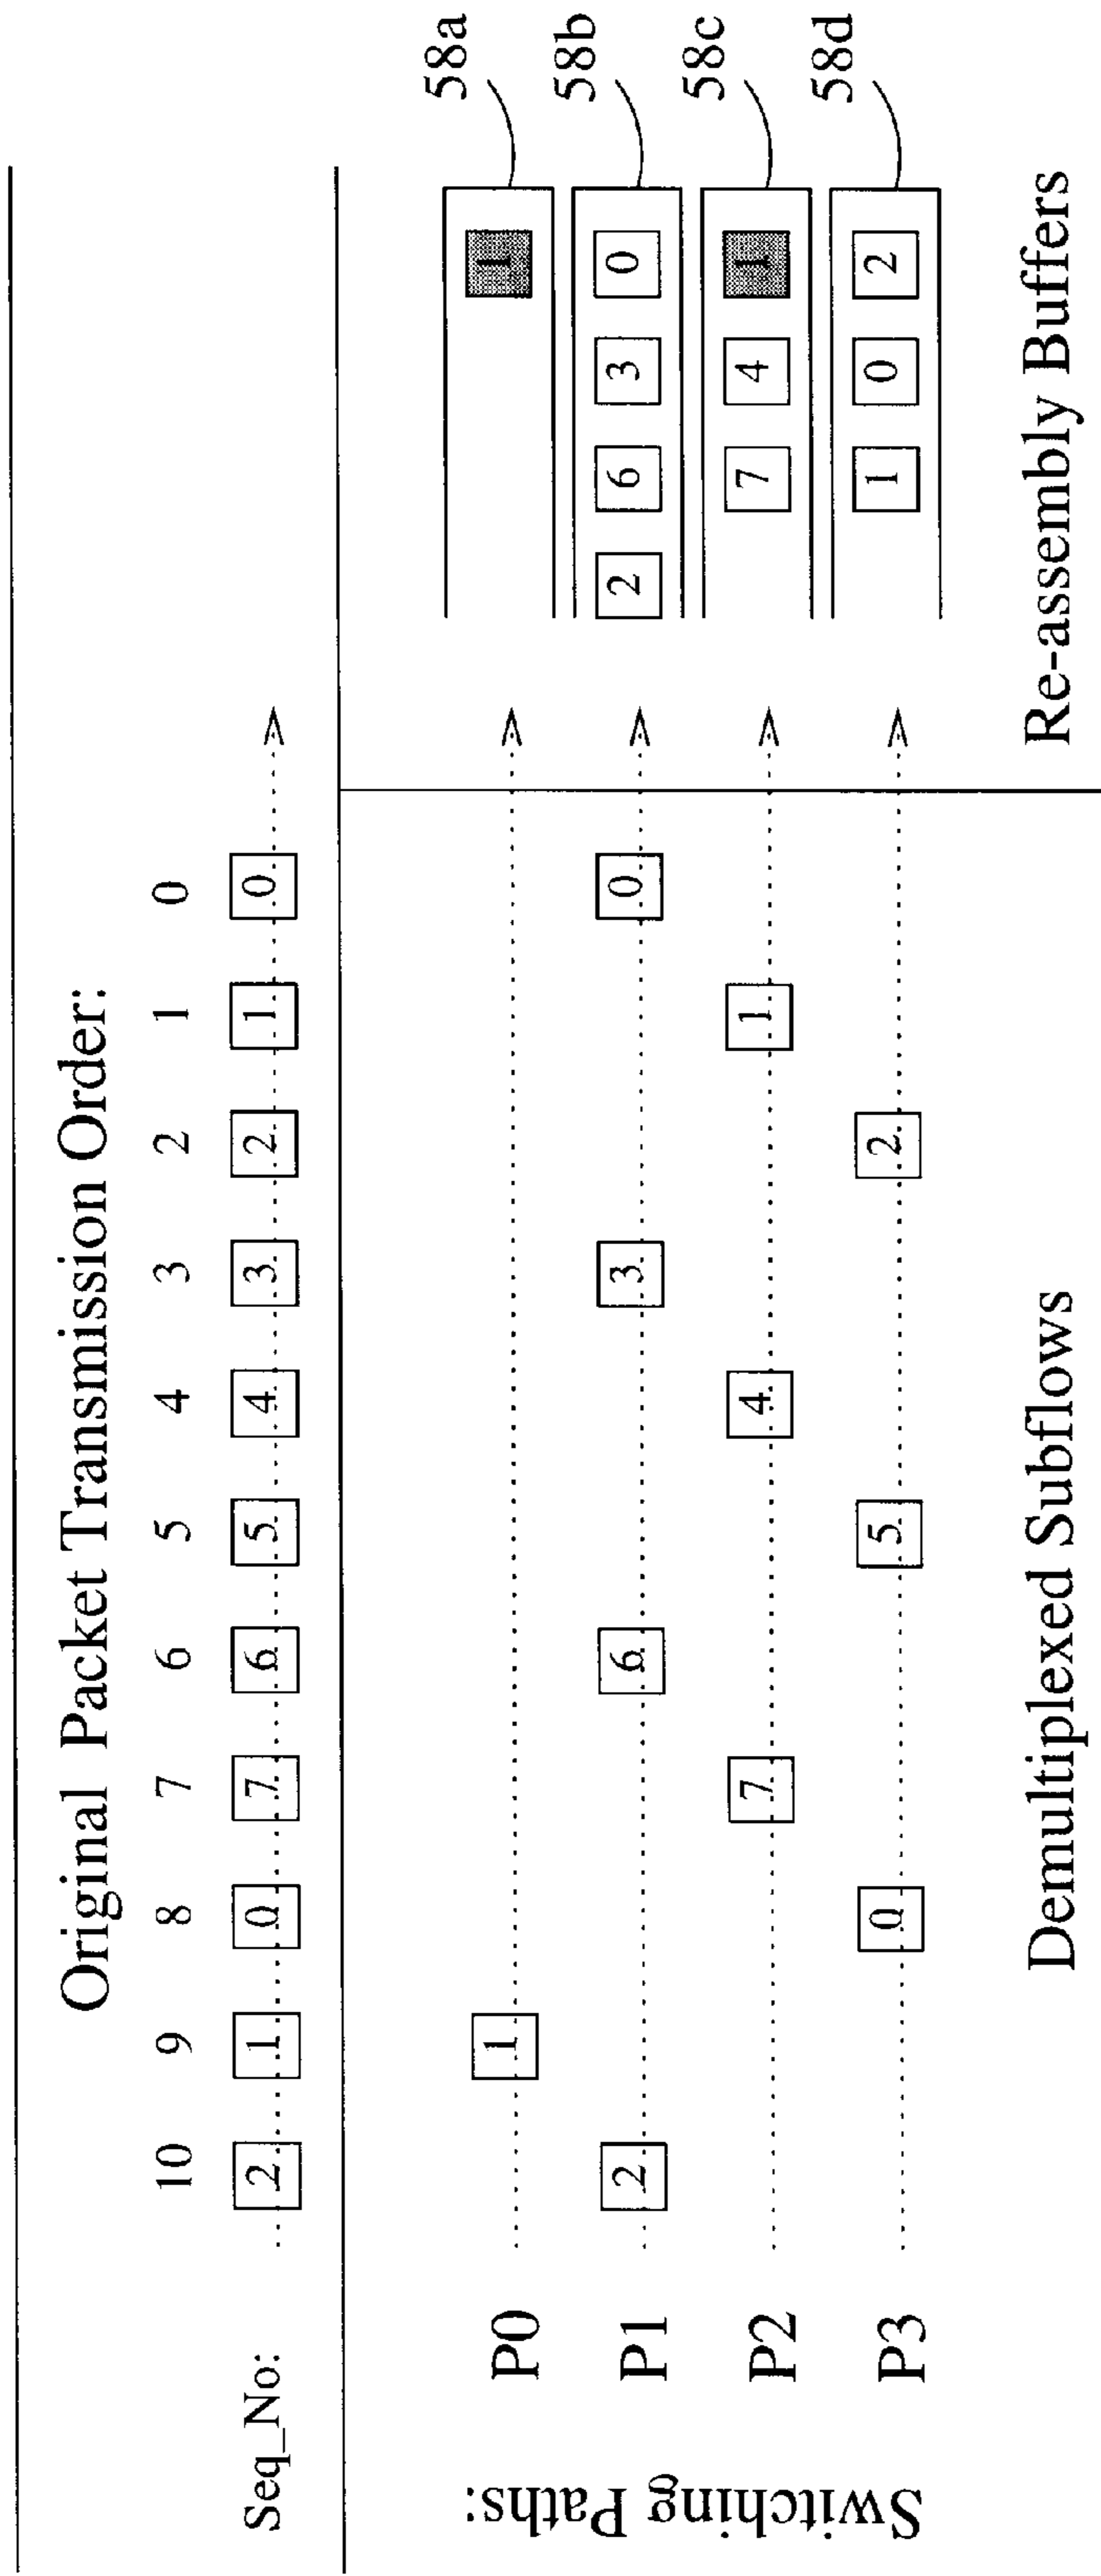 Original Packet Transmission Order:
10 9 8 7 6 5 4 3 2 1 0
Seq_No: 2 1 0 7 6 5 4 3 2 1 0
Switching Paths:
P0 1 1 58a
P1 2 6 3 0 2 6 3 0 58b
P2 7 4 1 7 4 1 58c
P3 0 5 2 1 0 2 58d
Demultiplexed Subflows
Re-assembly Buffers